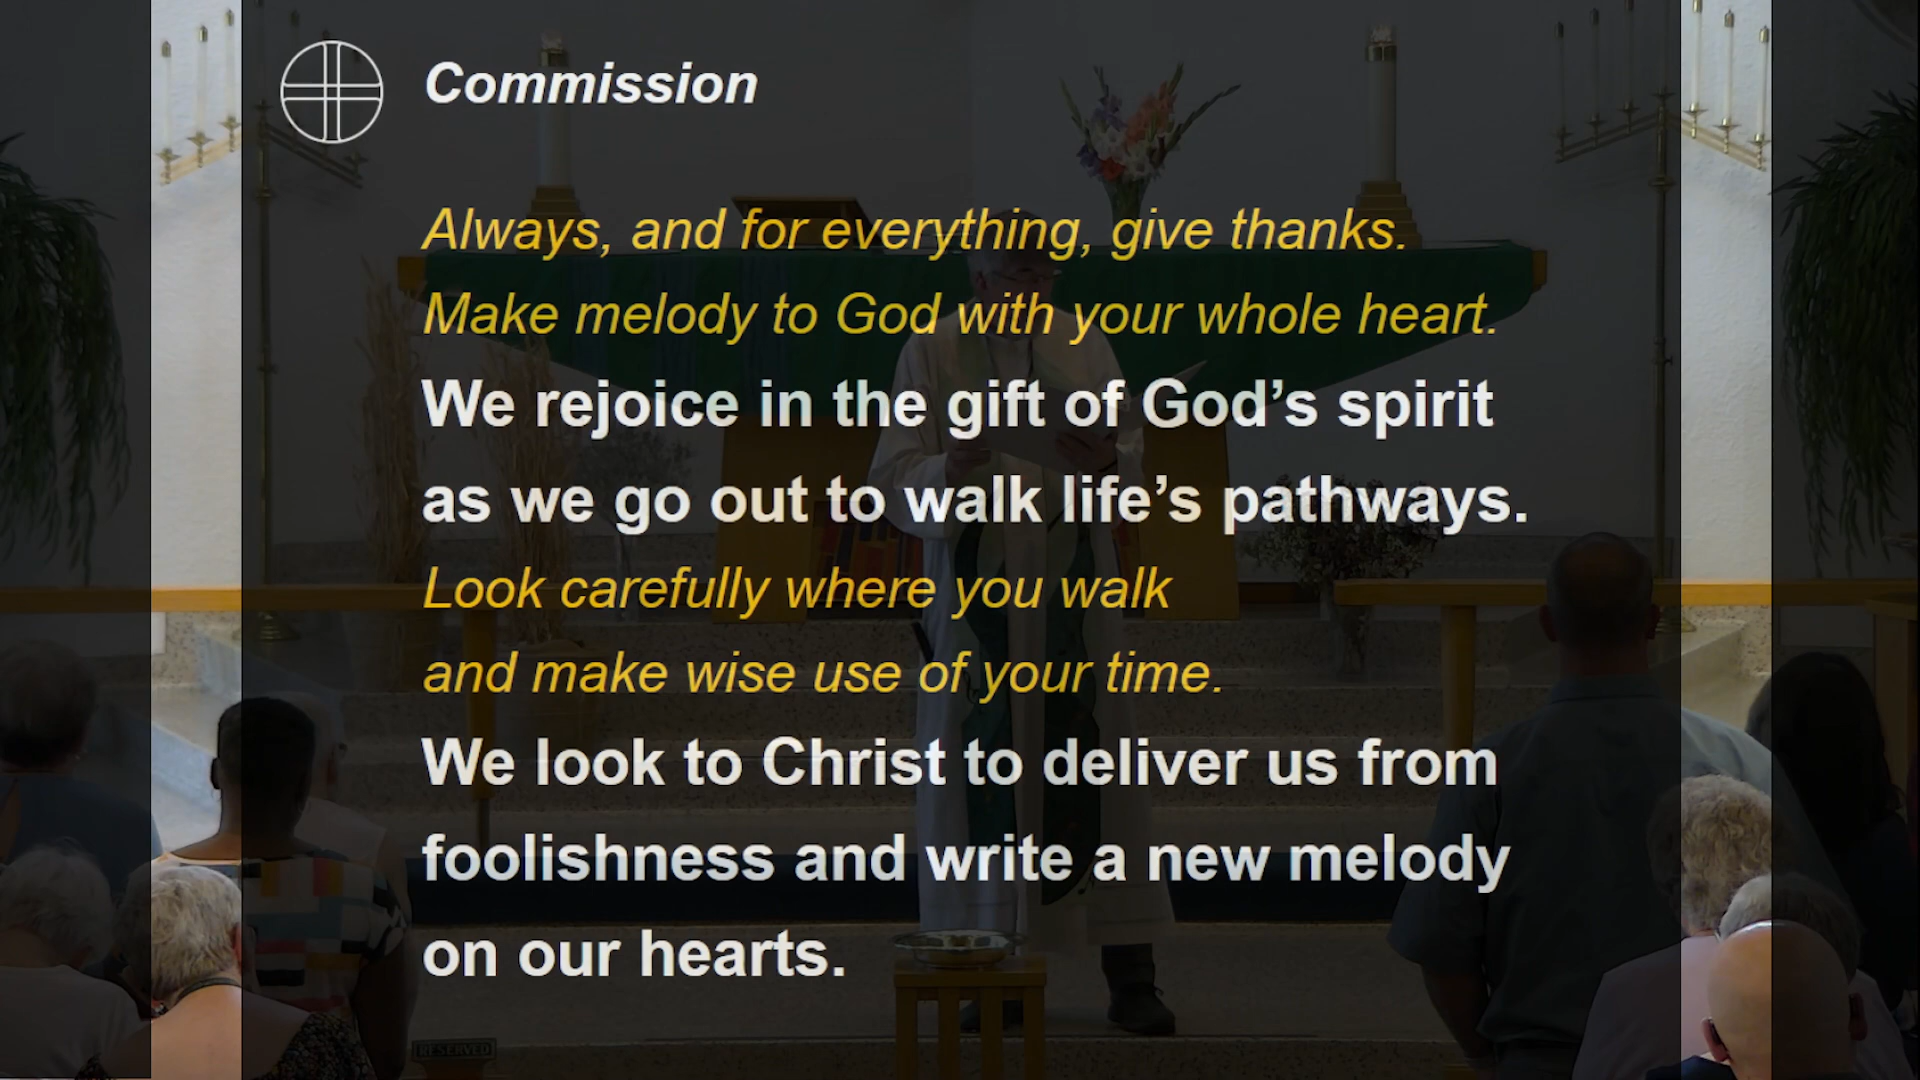 Commission
Always, and for everything, give thanks.
Make melody to God with your whole heart.
We rejoice in the gift of God’s spirit
as we go out to walk life’s pathways.
Look carefully where you walk
and make wise use of your time.
We look to Christ to deliver us from
foolishness and write a new melody
on our hearts.
RESERVED